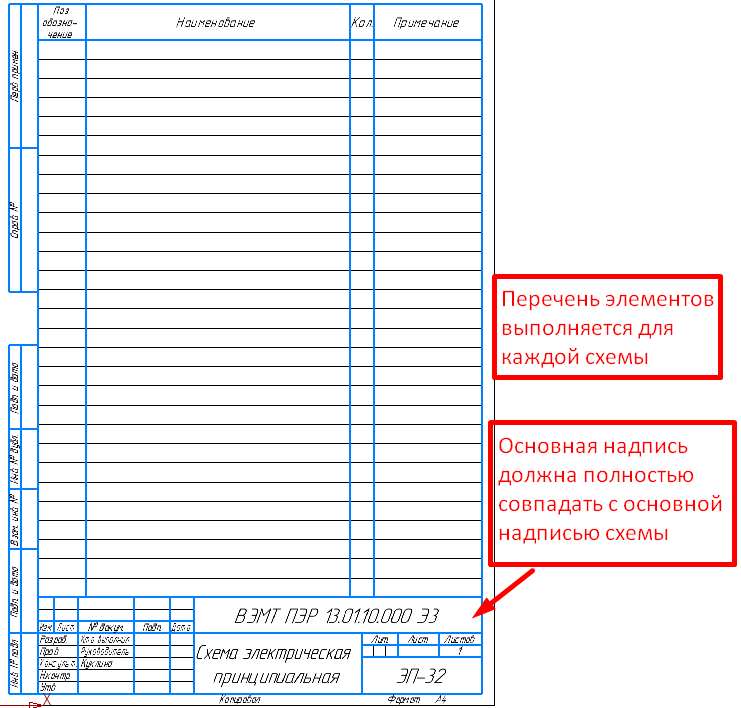 Поз
обозна-
чение
Наименование
Кол.
Примечание
Перв. примен.
Справ. №
Подп. и дата
Инв. № дубл.
Взам. инв. №
Подп. и дата
Инв. № подл.
Перечень элементов
выполняется для
каждой схемы
Основная надпись
должна полностью
совпадать с основной
надписью схемы
ВЭМТ ПЭР 13.01.10.000 ЭЗ
Изм. Лист № докум. Подп. Дата
Разраб. Кто выполнил
Пров. Руководитель
Консульт. Куклина
Н.контр.
Утв.
Схема электрическая
принципиальная
Лит. Лист Листов
1
ЭП-32
Копировал Формат А4
X